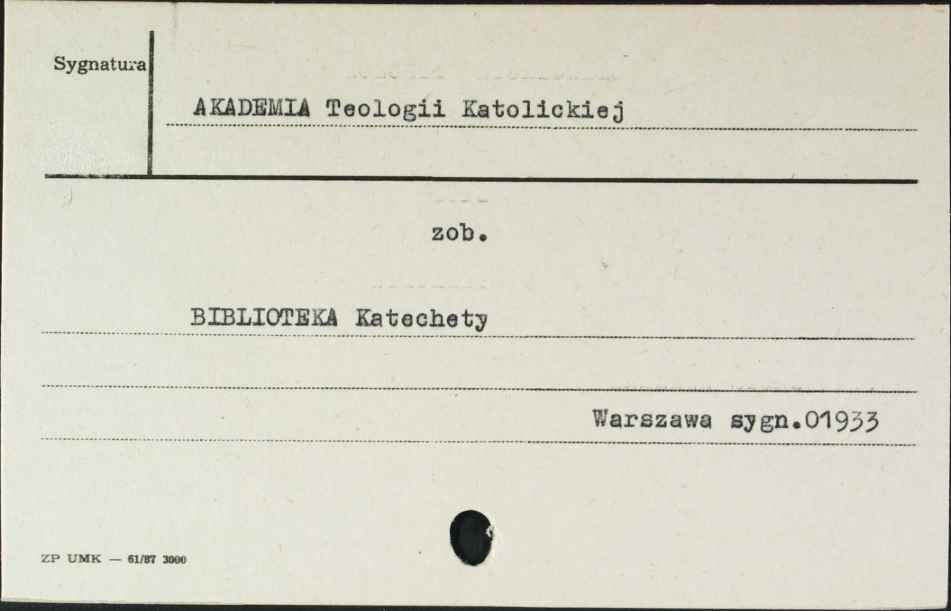 Sygnatura
AKADEMIA Teologii Katolickiej
zob.
BIBLIOTEKA Katechety
Warszawa sygn.01933
ZP UMK — 61/87 3000